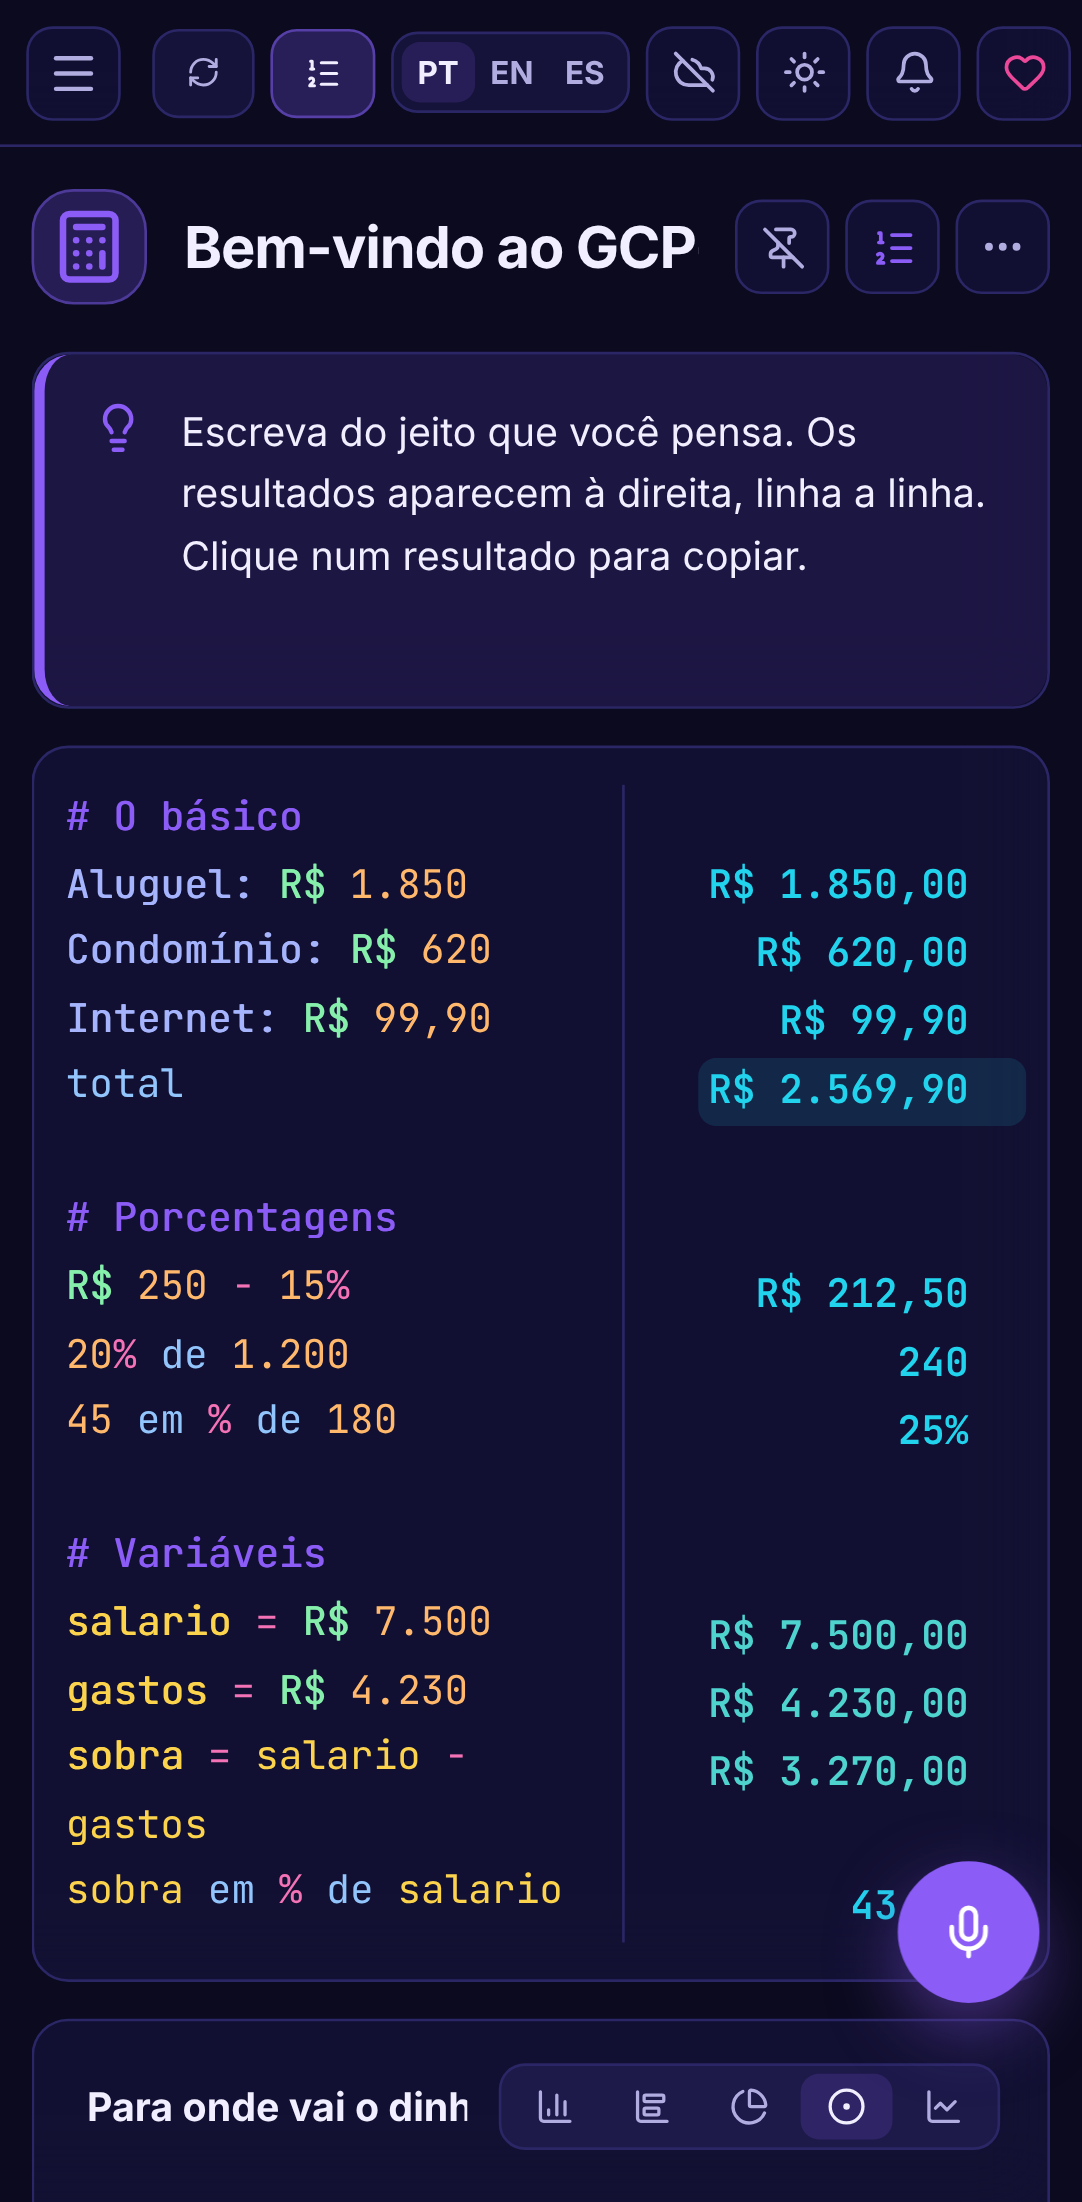 PT EN ES
Bem-vindo ao GCP
Escreva do jeito que você pensa. Os
resultados aparecem à direita, linha a linha.
Clique num resultado para copiar.
# O básico
Aluguel: R$ 1.850 R$ 1.850,00
Condomínio: R$ 620 R$ 620,00
Internet: R$ 99,90 R$ 99,90
total R$ 2.569,90
# Porcentagens
R$ 250 - 15% R$ 212,50
20% de 1.200 240
45 em % de 180 25%
# Variáveis
salario = R$ 7.500 R$ 7.500,00
gastos = R$ 4.230 R$ 4.230,00
sobra = salario - R$ 3.270,00
gastos
sobra em % de salario 43
Para onde vai o dinh